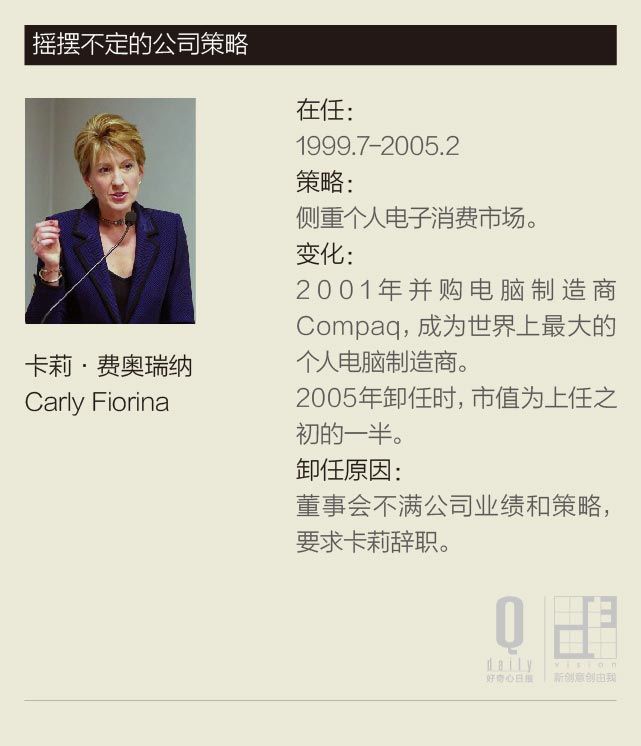 摇摆不定的公司策略
卡莉·费奥瑞纳
Carly Fiorina
在任：
1999.7-2005.2
策略：
侧重个人电子消费市场。
变化：
2001年并购电脑制造商
Compaq，成为世界上最大的
个人电脑制造商。
2005年卸任时，市值为上任之
初的一半。
卸任原因：
董事会不满公司业绩和策略，
要求卡莉辞职。
Q
daily
好奇心日报
vision
新创意创由我